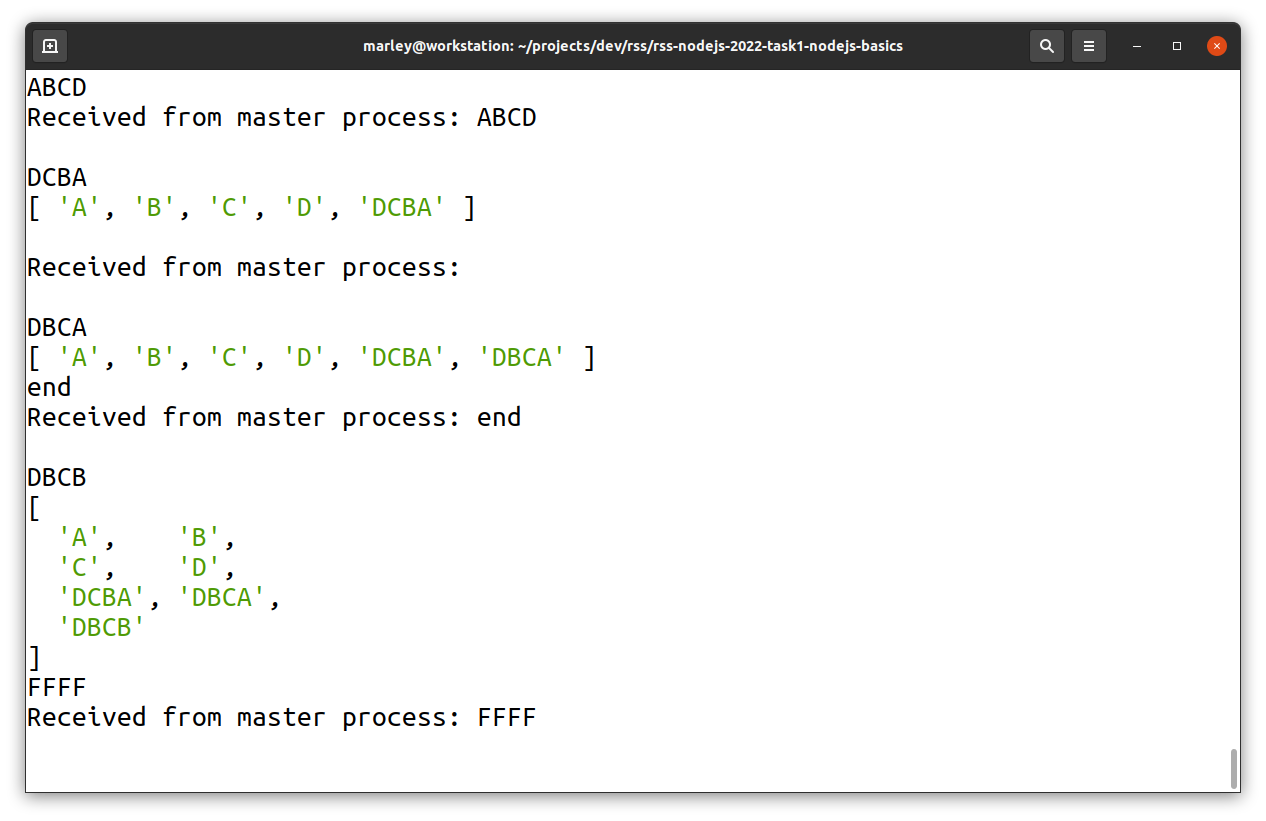 marley@workstation: ~/projects/dev/rss/rss-nodejs-2022-task1-nodejs-basics
ABCD
Received from master process: ABCD
DCBA
[ 'A', 'B', 'C', 'D', 'DCBA' ]
Received from master process:
DBCA
[ 'A', 'B', 'C', 'D', 'DCBA', 'DBCA' ]
end
Received from master process: end
DBCB
[
  'A',    'B',
  'C',    'D',
  'DCBA', 'DBCA',
  'DBCB'
]
FFFF
Received from master process: FFFF